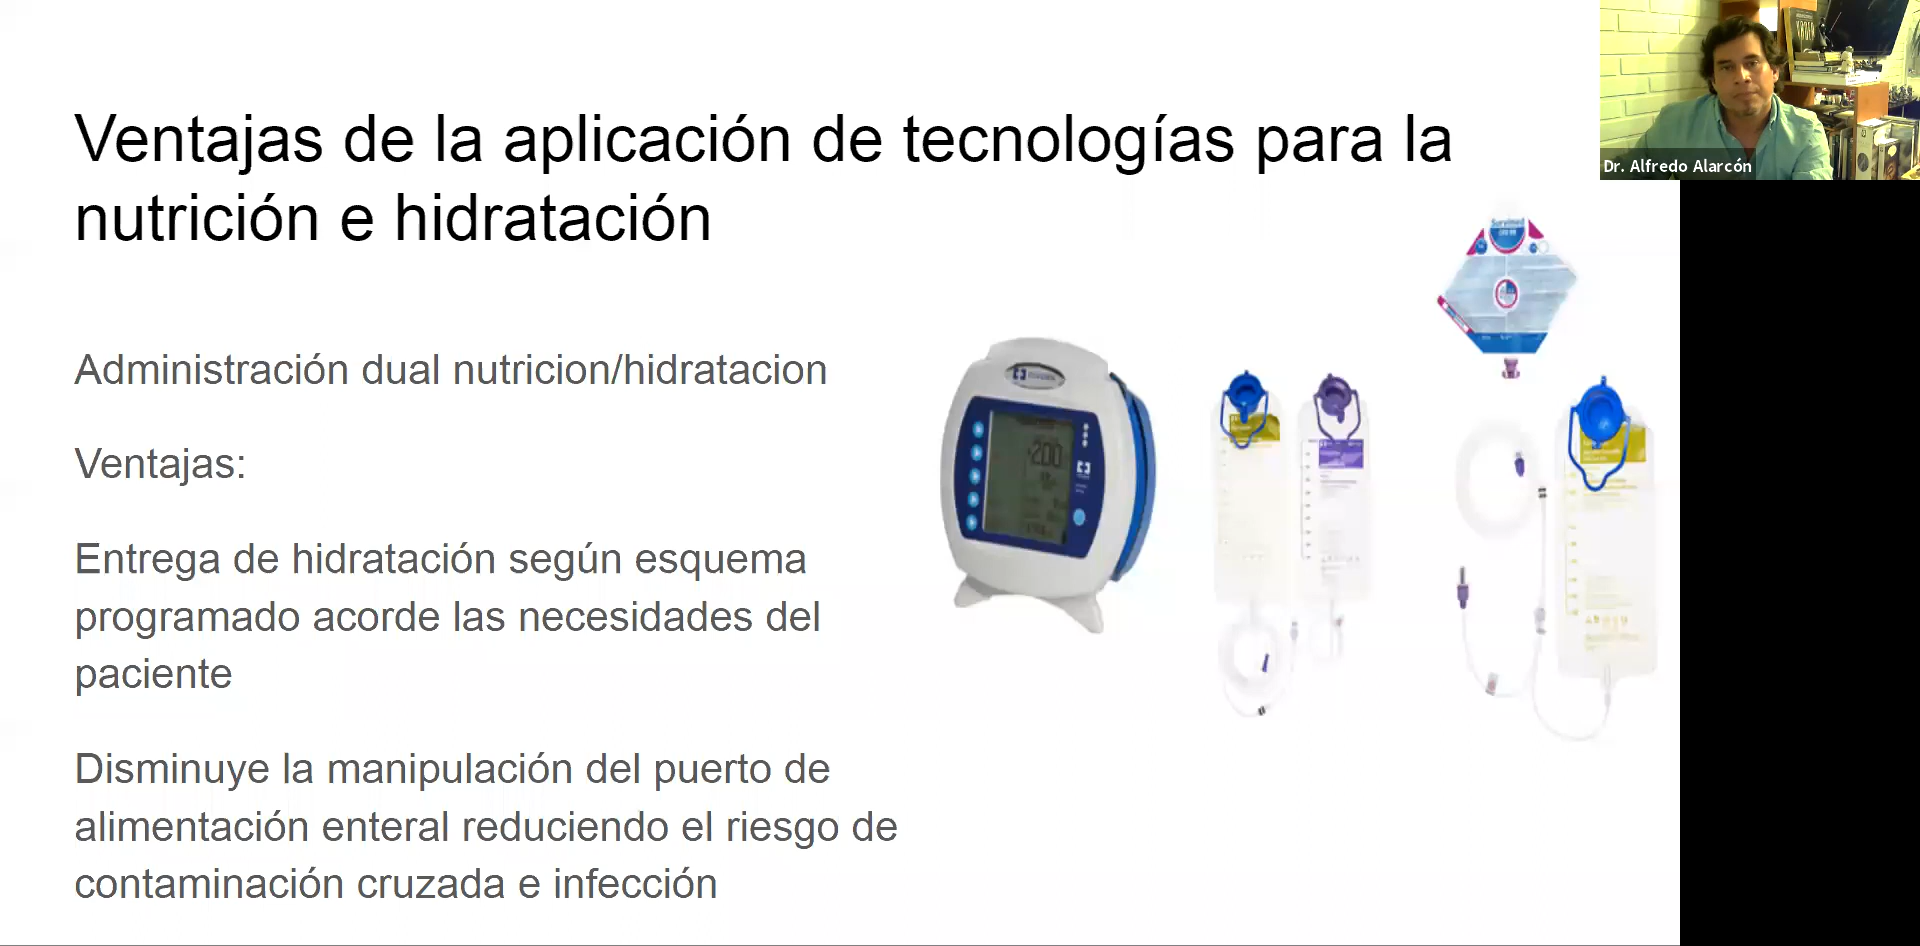 Ventajas de la aplicación de tecnologías para la
nutrición e hidratación
Dr. Alfredo Alarcón
Administración dual nutricion/hidratacion
Ventajas:
Entrega de hidratación según esquema
programado acorde las necesidades del
paciente
Disminuye la manipulación del puerto de
alimentación enteral reduciendo el riesgo de
contaminación cruzada e infección
200